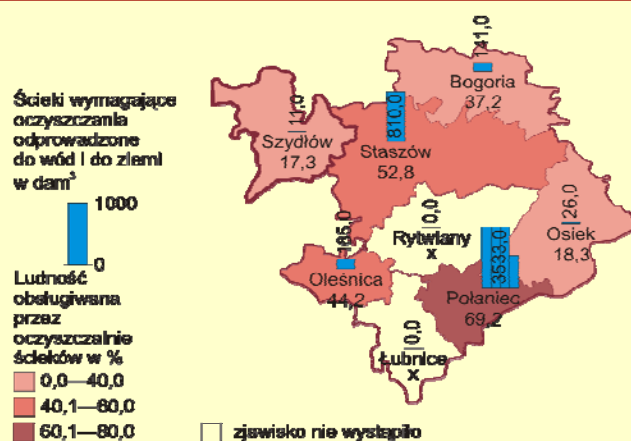 Ścieki wymagające
oczyszczania
odprowadzone
do wód i do ziemi
w dam³
1000
0
Ludność
obsługiwana
przez
oczyszczalnie
ścieków w %
0,0—40,0
40,1—60,0
60,1—80,0
zjawisko nie wystąpiło
141,0
Bogoria
37,2
11,0
Szydłów
17,3
810,0
Staszów
52,8
0,0
Rytwiany
x
26,0
Osiek
18,3
165,0
Oleśnica
44,2
3533,0
Połaniec
69,2
0,0
Łubnice
x